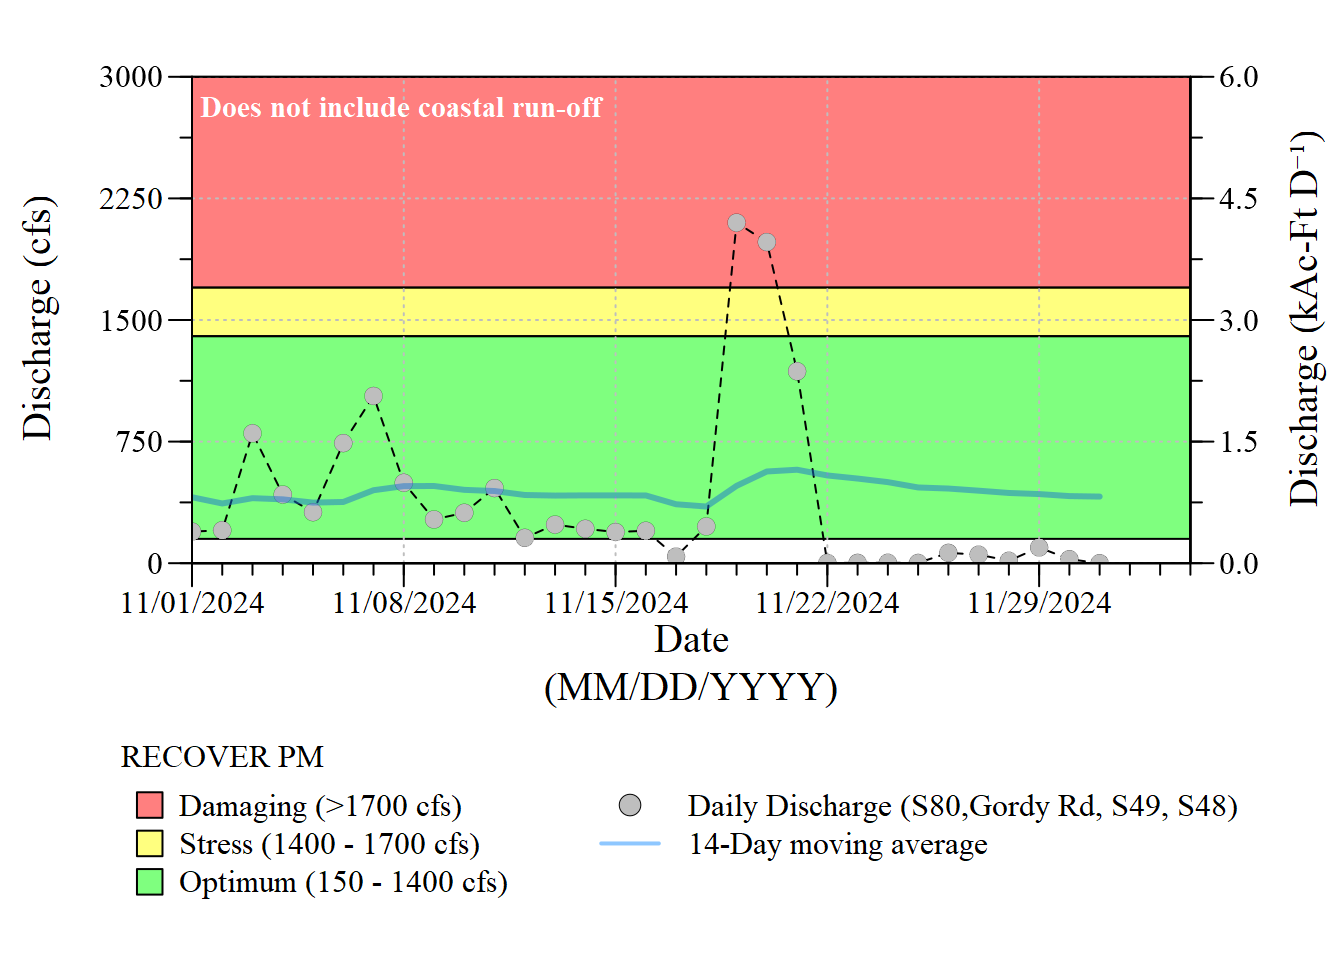 Does not include coastal run-off
Discharge (cfs)
3000
2250
1500
750
0
6.0
4.5
3.0
1.5
0.0
Discharge (kAc-Ft D⁻¹)
11/01/2024 11/08/2024 11/15/2024 11/22/2024 11/29/2024
Date
(MM/DD/YYYY)
RECOVER PM
Damaging (>1700 cfs)
Stress (1400 - 1700 cfs)
Optimum (150 - 1400 cfs)
Daily Discharge (S80,Gordy Rd, S49, S48)
14-Day moving average